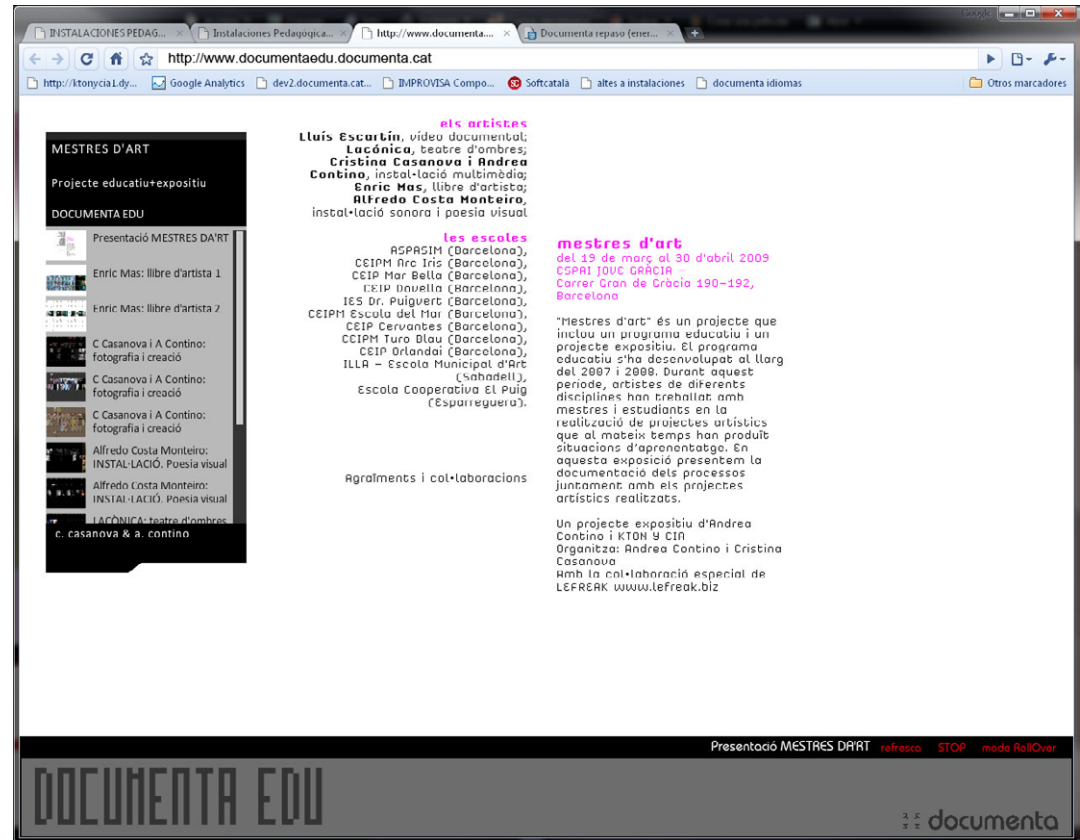 Google
INSTALACIONES PEDAG...
Instalaciones Pedagógica...
http://www.documenta....
Documenta repaso (ener...
http://www.documentaedu.documenta.cat
http://ktonycia1.dy...
Google Analytics
dev2.documenta.cat...
IMPROVISA Compo...
Softcatalà
altes a instalaciones
documenta idiomas
Otros marcadores
MESTRES D'ART
Projecte educatiu+expositiu
DOCUMENTA EDU
Presentació MESTRES DA'RT
Enric Mas: llibre d'artista 1
Enric Mas: llibre d'artista 2
C Casanova i A Contino:
fotografia i creació
C Casanova i A Contino:
fotografia i creació
C Casanova i A Contino:
fotografia i creació
Alfredo Costa Monteiro:
INSTAL·LACIÓ. Poesia visual
Alfredo Costa Monteiro:
INSTAL·LACIÓ. Poesia visual
LACÒNICA: teatre d'ombres
c. casanova & a. contino
els artistes
Lluís Escartín, vídeo documental;
Lacónica, teatre d'ombres;
Cristina Casanova i Andrea
Contino, instal•lació multimèdia;
Enric Mas, llibre d'artista;
Alfredo Costa Monteiro,
instal•lació sonora i poesia visual
les escoles
ASPASIM (Barcelona),
CEIPM Arc Iris (Barcelona),
CEIP Mar Bella (Barcelona),
CEIP Dovella (Barcelona),
IES Dr. Puigvert (Barcelona),
CEIPM Escola del Mar (Barcelona),
CEIP Cervantes (Barcelona),
CEIPM Turo Blau (Barcelona),
CEIP Orlandai (Barcelona),
ILLA – Escola Municipal d'Art
(Sabadell),
Escola Cooperativa El Puig
(Esparreguera).
Agraïments i col•laboracions
mestres d'art
del 19 de març al 30 d'abril 2009
ESPAI JOVE GRÀCIA –
Carrer Gran de Gràcia 190–192,
Barcelona
"Mestres d'art" és un projecte que
inclou un programa educatiu i un
projecte expositiu. El programa
educatiu s'ha desenvolupat al llarg
del 2007 i 2008. Durant aquest
període, artistes de diferents
disciplines han treballat amb
mestres i estudiants en la
realització de projectes artístics
que al mateix temps han produït
situacions d'aprenentatge. En
aquesta exposició presentem la
documentació dels processos
juntament amb els projectes
artístics realitzats.
Un projecte expositiu d'Andrea
Contino i KTON Y CIA
Organitza: Andrea Contino i Cristina
Casanova
Amb la col•laboració especial de
LEFREAK www.lefreak.biz
Presentació MESTRES DA'RT refresca STOP modo RollOver
DOCUMENTA EDU
documenta